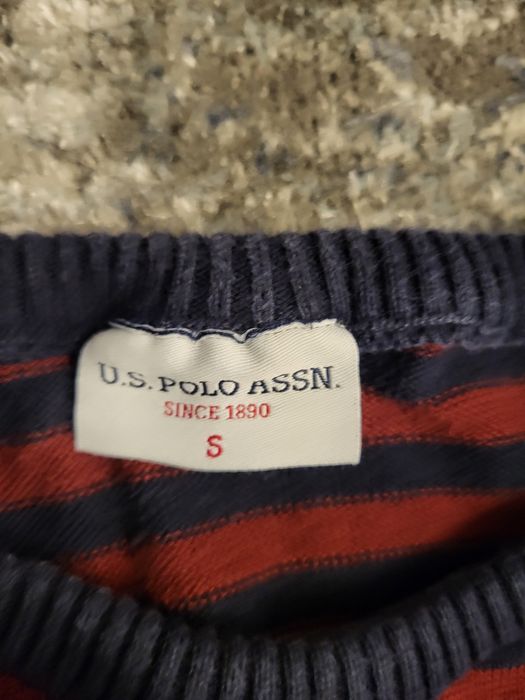 U.S. POLO ASSN.
SINCE 1890
S